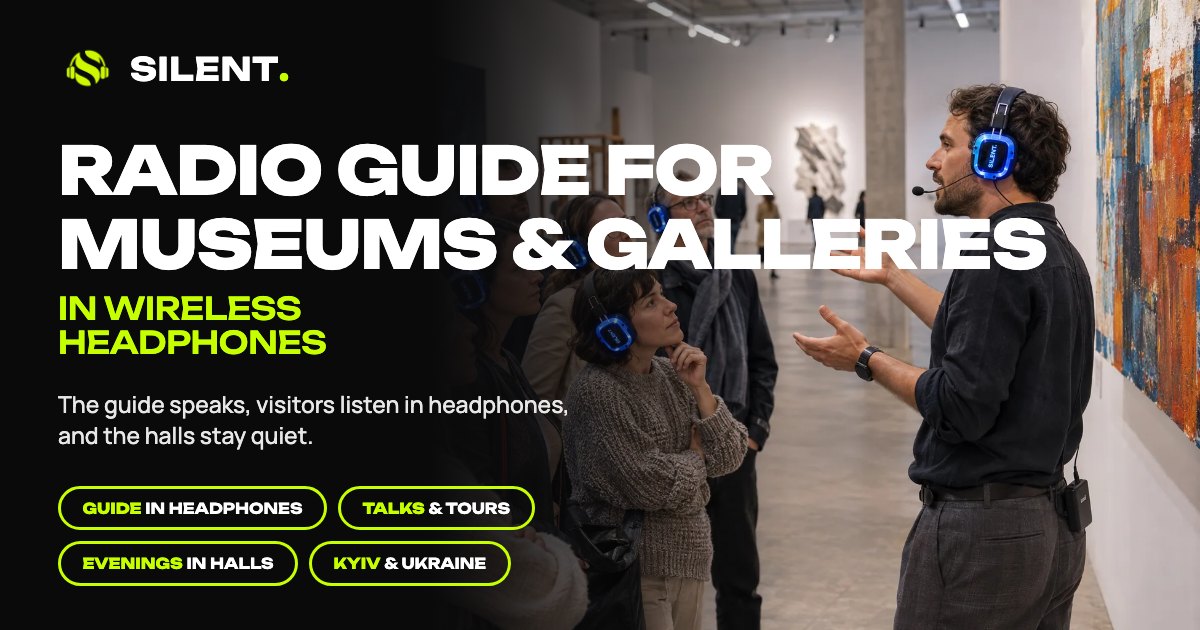 SILENT.
RADIO GUIDE FOR
MUSEUMS & GALLERIES
IN WIRELESS
HEADPHONES
The guide speaks, visitors listen in headphones,
and the halls stay quiet.
GUIDE IN HEADPHONES
TALKS & TOURS
EVENINGS IN HALLS
KYIV & UKRAINE
SILENT.